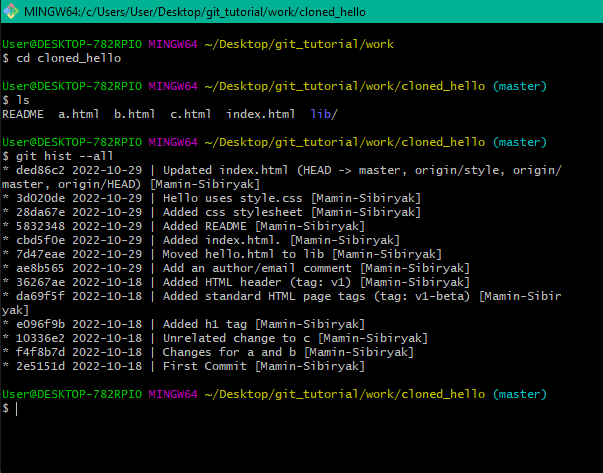 MINGW64:/c/Users/User/Desktop/git_tutorial/work/cloned_hello
User@DESKTOP-782RPIO MINGW64 ~/Desktop/git_tutorial/work
$ cd cloned_hello
User@DESKTOP-782RPIO MINGW64 ~/Desktop/git_tutorial/work/cloned_hello (master)
$ ls
README  a.html  b.html  c.html  index.html  lib/
User@DESKTOP-782RPIO MINGW64 ~/Desktop/git_tutorial/work/cloned_hello (master)
$ git hist --all
* ded86c2 2022-10-29 | Updated index.html (HEAD -> master, origin/style, origin/
master, origin/HEAD) [Mamin-Sibiryak]
* 3d020de 2022-10-29 | Hello uses style.css [Mamin-Sibiryak]
* 28da67e 2022-10-29 | Added css stylesheet [Mamin-Sibiryak]
* 5832348 2022-10-29 | Added README [Mamin-Sibiryak]
* cbd5f0e 2022-10-29 | Added index.html. [Mamin-Sibiryak]
* 7d47eae 2022-10-29 | Moved hello.html to lib [Mamin-Sibiryak]
* ae8b565 2022-10-29 | Add an author/email comment [Mamin-Sibiryak]
* 36267ae 2022-10-18 | Added HTML header (tag: v1) [Mamin-Sibiryak]
* da69f5f 2022-10-18 | Added standard HTML page tags (tag: v1-beta) [Mamin-Sibir
yak]
* e096f9b 2022-10-18 | Added h1 tag [Mamin-Sibiryak]
* 10336e2 2022-10-18 | Unrelated change to c [Mamin-Sibiryak]
* f4f8b7d 2022-10-18 | Changes for a and b [Mamin-Sibiryak]
* 2e5151d 2022-10-18 | First Commit [Mamin-Sibiryak]
User@DESKTOP-782RPIO MINGW64 ~/Desktop/git_tutorial/work/cloned_hello (master)
$